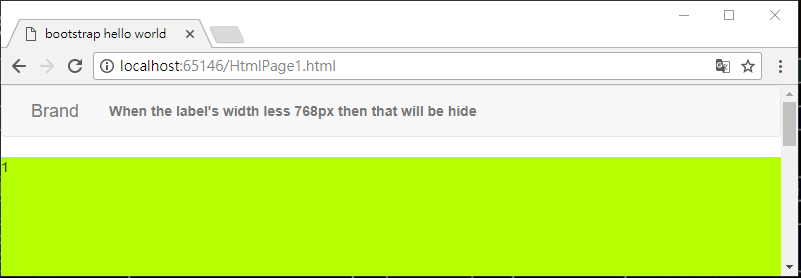 bootstrap hello world
localhost:65146/HtmlPage1.html
Brand When the label's width less 768px then that will be hide
1